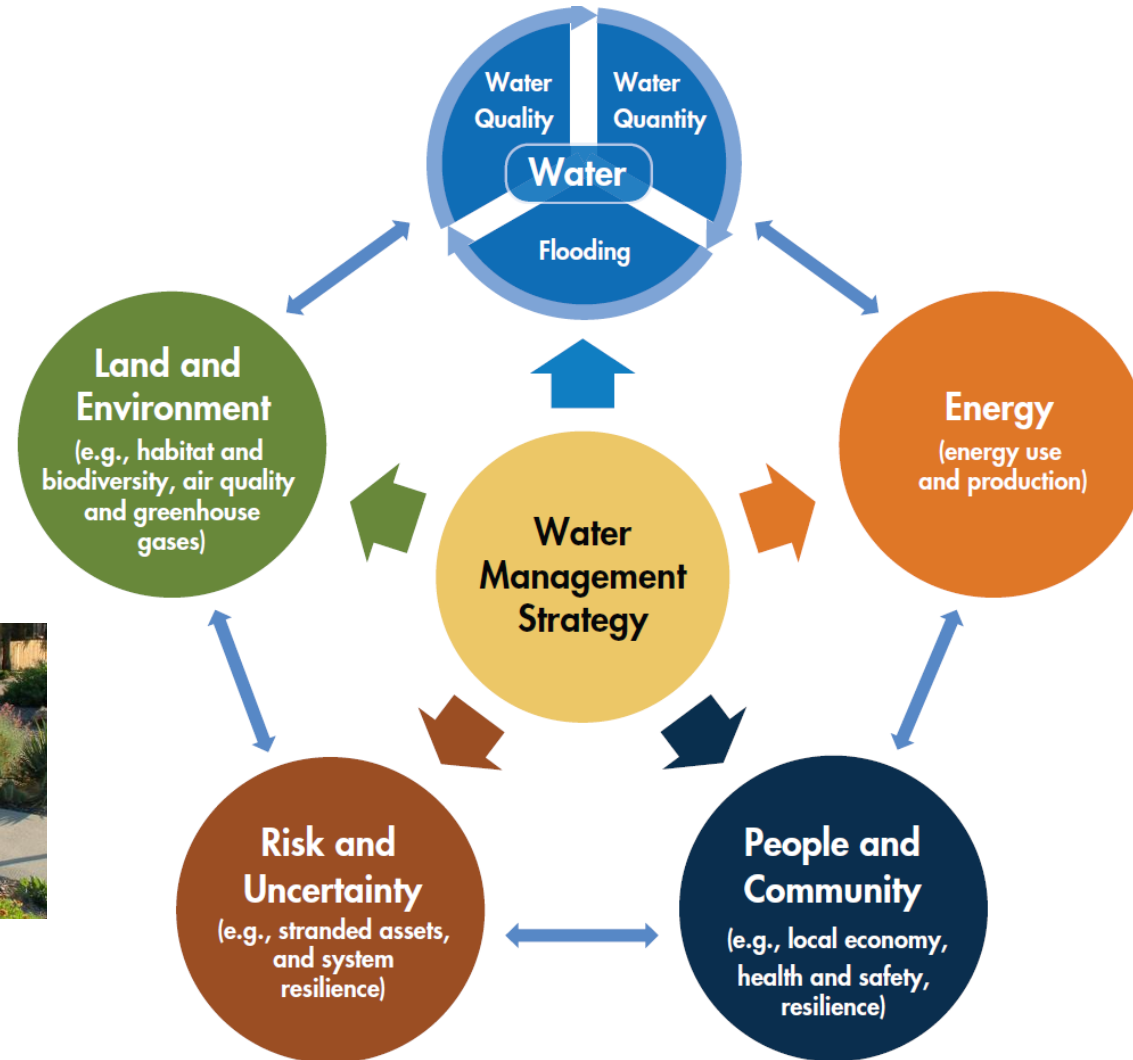 Water
Quality
Water
Quantity
Water
Flooding
Land and
Environment
(e.g., habitat and
biodiversity, air quality
and greenhouse
gases)
Energy
(energy use
and production)
Water
Management
Strategy
Risk and
Uncertainty
(e.g., stranded assets,
and system
resilience)
People and
Community
(e.g., local economy,
health and safety,
resilience)